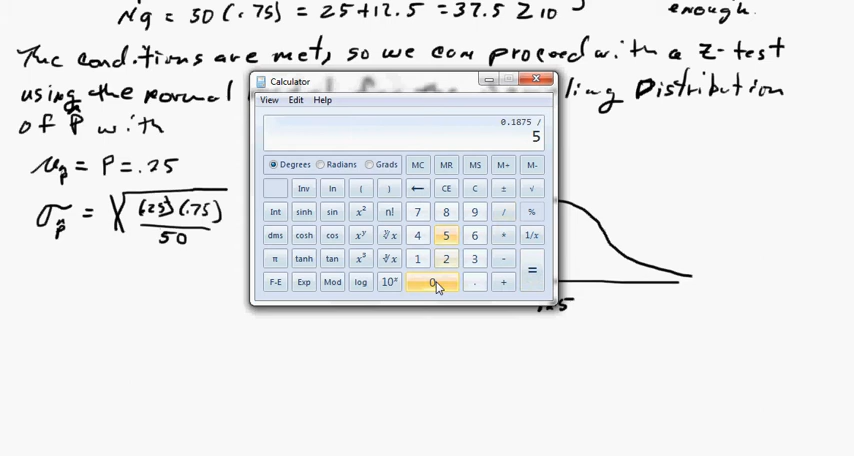 Nq = 50 (.75) = 25+12.5 = 37.5 ≥ 10
enough.
The conditions are met, so we can proceed with a z-test
using the normal Distribution
of p̂ with
μp̂ = P = .25
σp̂ = √(.25)(.75)
50
Calculator
View Edit Help
0.1875 /
5
Degrees Radians Grads MC MR MS M+ M-
Inv ln ( ) ← CE C ± √
Int sinh sin x² n! 7 8 9 / %
dms cosh cos xʸ ʸ√x 4 5 6 * 1/x
π tanh tan x³ ³√x 1 2 3 - =
F-E Exp Mod log 10ˣ 0 . +